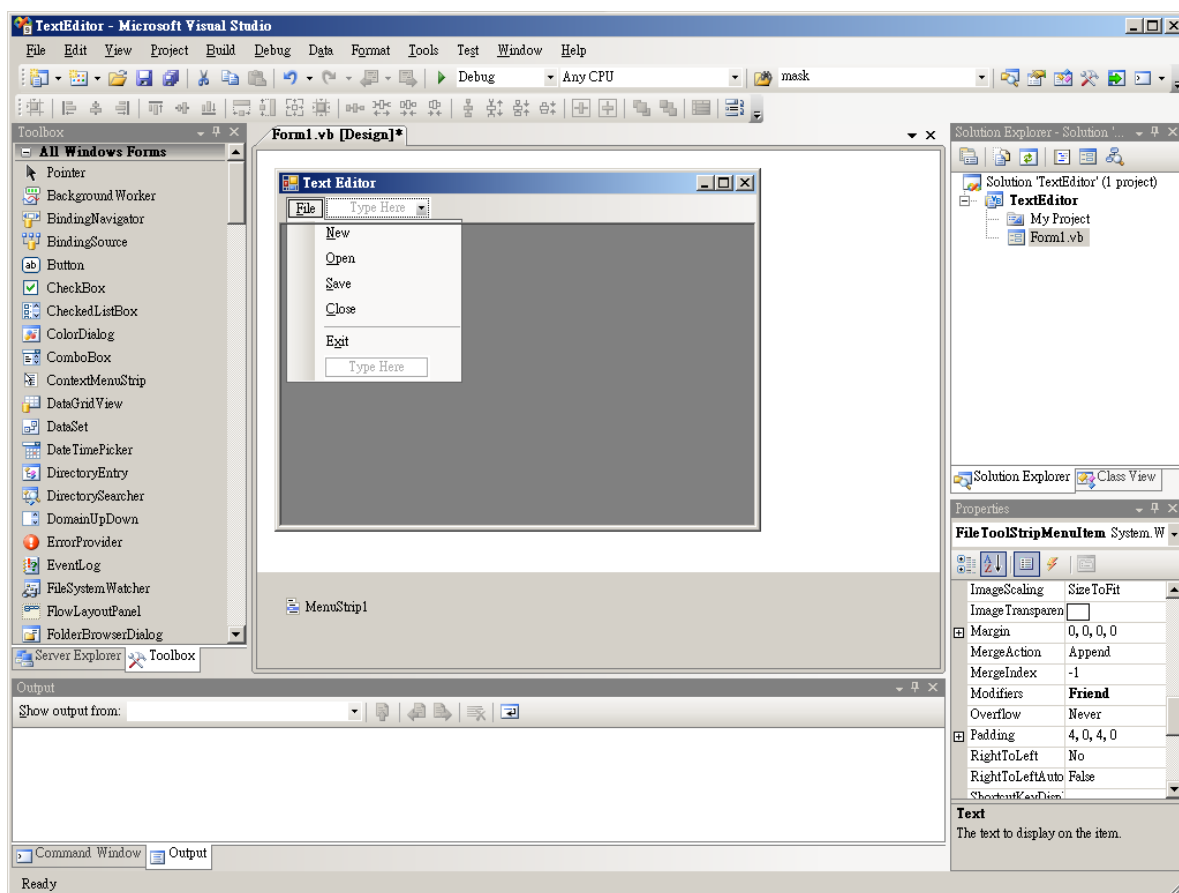 TextEditor - Microsoft Visual Studio
File Edit View Project Build Debug Data Format Tools Test Window Help
Debug Any CPU mask
Toolbox
All Windows Forms
Pointer
BackgroundWorker
BindingNavigator
BindingSource
Button
CheckBox
CheckedListBox
ColorDialog
ComboBox
ContextMenuStrip
DataGridView
DataSet
DateTimePicker
DirectoryEntry
DirectorySearcher
DomainUpDown
ErrorProvider
EventLog
FileSystemWatcher
FlowLayoutPanel
FolderBrowserDialog
Server Explorer Toolbox
Form1.vb [Design]*
Text Editor
File Type Here
New
Open
Save
Close
Exit
Type Here
MenuStrip1
Solution Explorer - Solution '...
Solution 'TextEditor' (1 project)
TextEditor
My Project
Form1.vb
Solution Explorer Class View
Properties
FileToolStripMenuItem System.W
ImageScaling SizeToFit
ImageTransparen
Margin 0, 0, 0, 0
MergeAction Append
MergeIndex -1
Modifiers Friend
Overflow Never
Padding 4, 0, 4, 0
RightToLeft No
RightToLeftAuto False
ShortcutKeyDispl
Text
The text to display on the item.
Output
Show output from:
Command Window Output
Ready